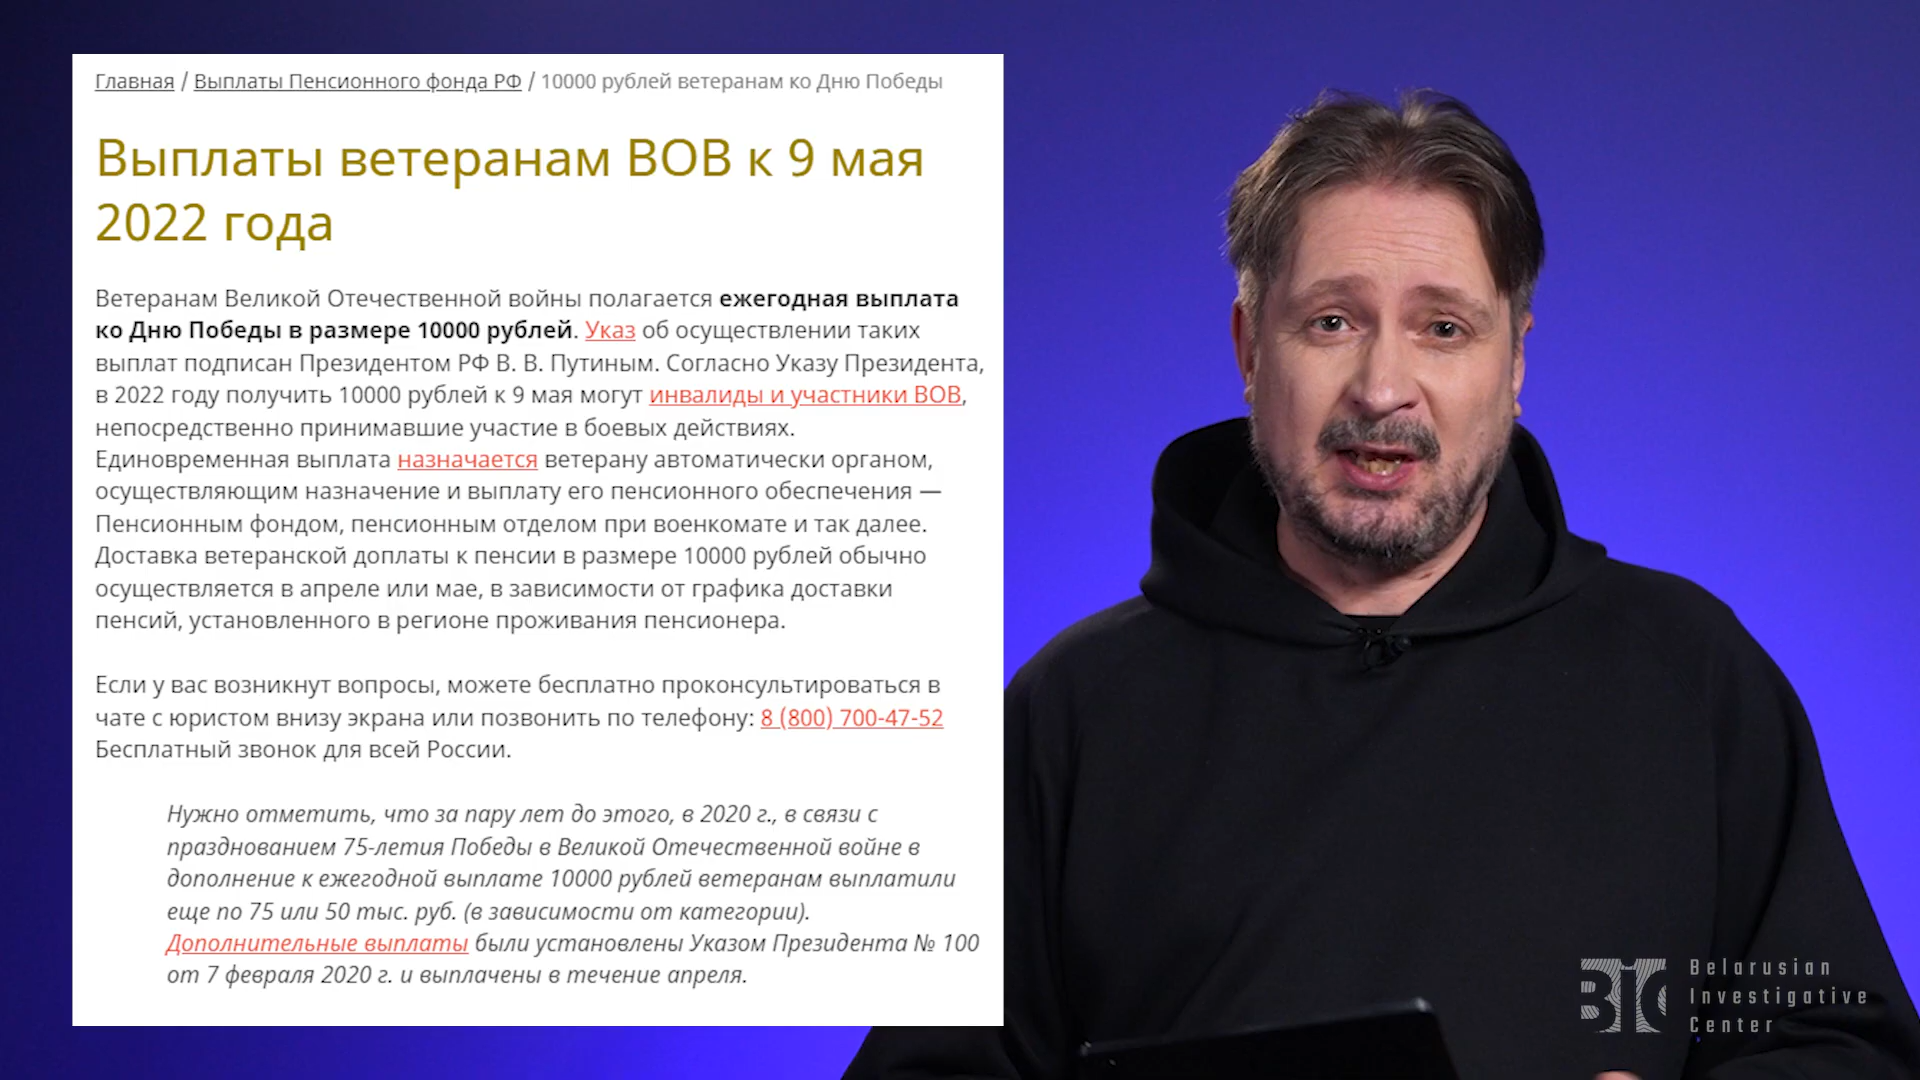 Главная / Выплаты Пенсионного фонда РФ / 10000 рублей ветеранам ко Дню Победы
Выплаты ветеранам ВОВ к 9 мая
2022 года
Ветеранам Великой Отечественной войны полагается ежегодная выплата
ко Дню Победы в размере 10000 рублей. Указ об осуществлении таких
выплат подписан Президентом РФ В. В. Путиным. Согласно Указу Президента,
в 2022 году получить 10000 рублей к 9 мая могут инвалиды и участники ВОВ,
непосредственно принимавшие участие в боевых действиях.
Единовременная выплата назначается ветерану автоматически органом,
осуществляющим назначение и выплату его пенсионного обеспечения —
Пенсионным фондом, пенсионным отделом при военкомате и так далее.
Доставка ветеранской доплаты к пенсии в размере 10000 рублей обычно
осуществляется в апреле или мае, в зависимости от графика доставки
пенсий, установленного в регионе проживания пенсионера.
Если у вас возникнут вопросы, можете бесплатно проконсультироваться в
чате с юристом внизу экрана или позвонить по телефону: 8 (800) 700-47-52
Бесплатный звонок для всей России.
Нужно отметить, что за пару лет до этого, в 2020 г., в связи с
празднованием 75-летия Победы в Великой Отечественной войне в
дополнение к ежегодной выплате 10000 рублей ветеранам выплатили
еще по 75 или 50 тыс. руб. (в зависимости от категории).
Дополнительные выплаты были установлены Указом Президента № 100
от 7 февраля 2020 г. и выплачены в течение апреля.
BIC
Belarusian
Investigative
Center